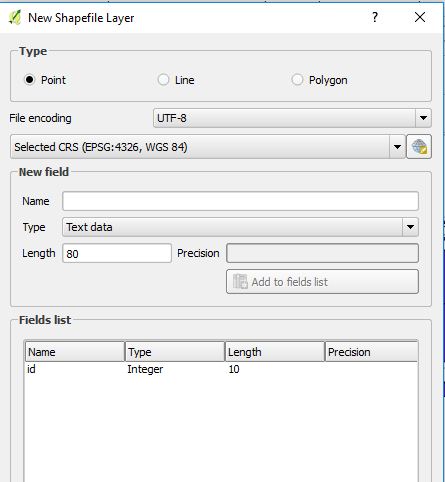 New Shapefile Layer ? ×
Type
Point Line Polygon
File encoding UTF-8
Selected CRS (EPSG:4326, WGS 84)
New field
Name
Type Text data
Length 80 Precision
Add to fields list
Fields list
Name Type Length Precision
id Integer 10